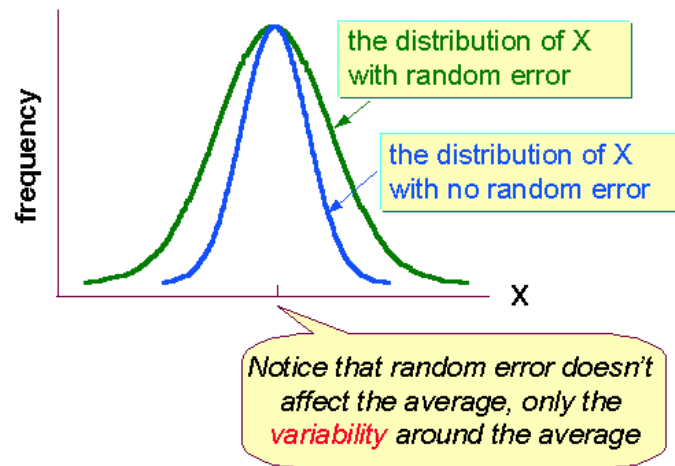 the distribution of X
with random error
the distribution of X
with no random error
frequency
X
Notice that random error doesn't
affect the average, only the
variability around the average